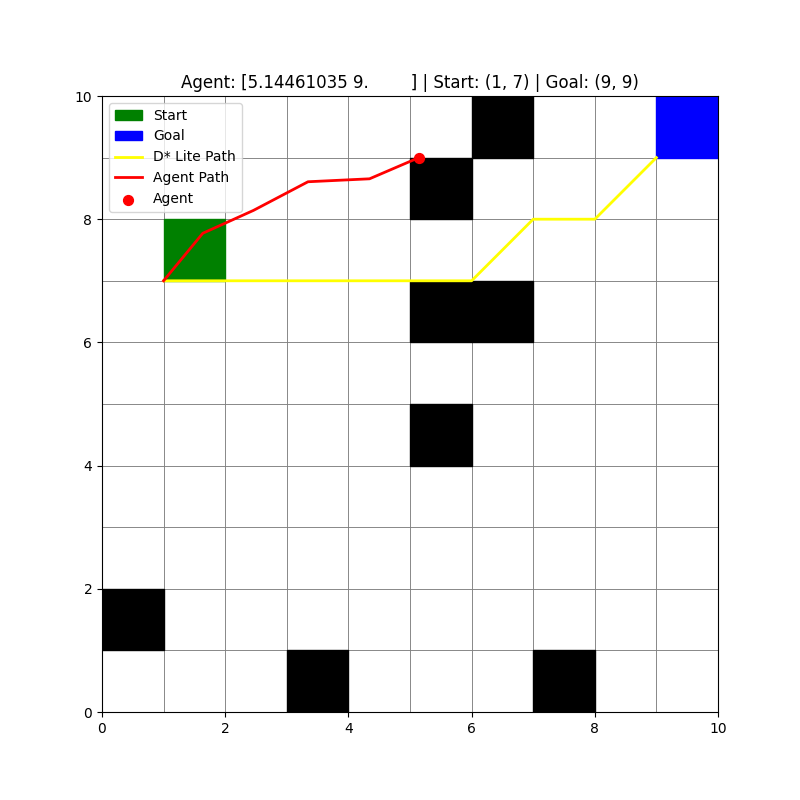 Agent: [5.14461035 9.        ] | Start: (1, 7) | Goal: (9, 9)
Start
Goal
D* Lite Path
Agent Path
Agent
10
8
6
4
2
0
0 2 4 6 8 10